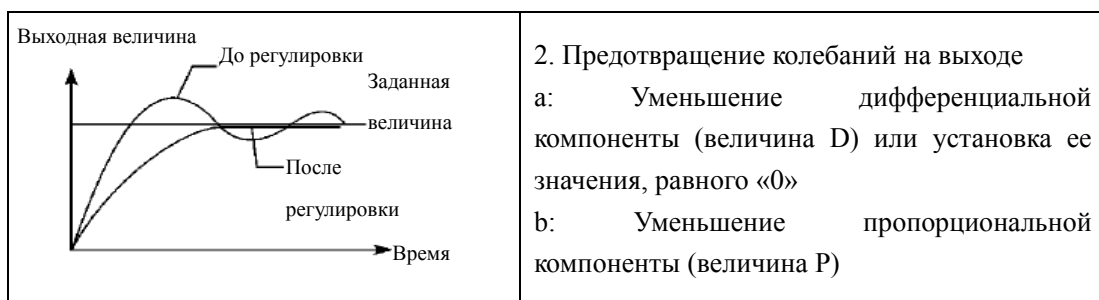 Выходная величина
До регулировки
Заданная
величина
После
регулировки
Время
2. Предотвращение колебаний на выходе
a: Уменьшение дифференциальной
компоненты (величина D) или установка ее
значения, равного «0»
b: Уменьшение пропорциональной
компоненты (величина P)